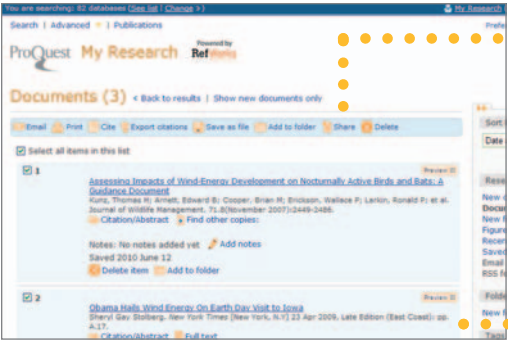 You are searching: 82 databases (See list | Change >)
My Research
Search | Advanced | Publications
Prefe
ProQuest My Research
Powered by
RefWorks
Documents (3) < Back to results | Show new documents only
Email Print Cite Export citations Save as file Add to folder Share Delete
Sort
Date
Select all items in this list
1
Preview
Assessing Impacts of Wind-Energy Development on Nocturnally Active Birds and Bats: A
Guidance Document
Kunz, Thomas H; Arnett, Edward B; Cooper, Brian M; Erickson, Wallace P; Larkin, Ronald P; et al.
Journal of Wildlife Management. 71.8(November 2007):2449-2486.
Citation/Abstract Find other copies:
Notes: No notes added yet Add notes
Saved 2010 June 12
Delete item Add to folder
Rese
New
Docum
New f
Figure
Recen
Saved
Email
RSS f
2
Preview
Obama Hails Wind Energy On Earth Day Visit to Iowa
Sheryl Gay Stolberg. New York Times [New York, N.Y] 23 Apr 2009, Late Edition (East Coast): pp.
A.17.
Citation/Abstract Full text
Folde
New f
Tags